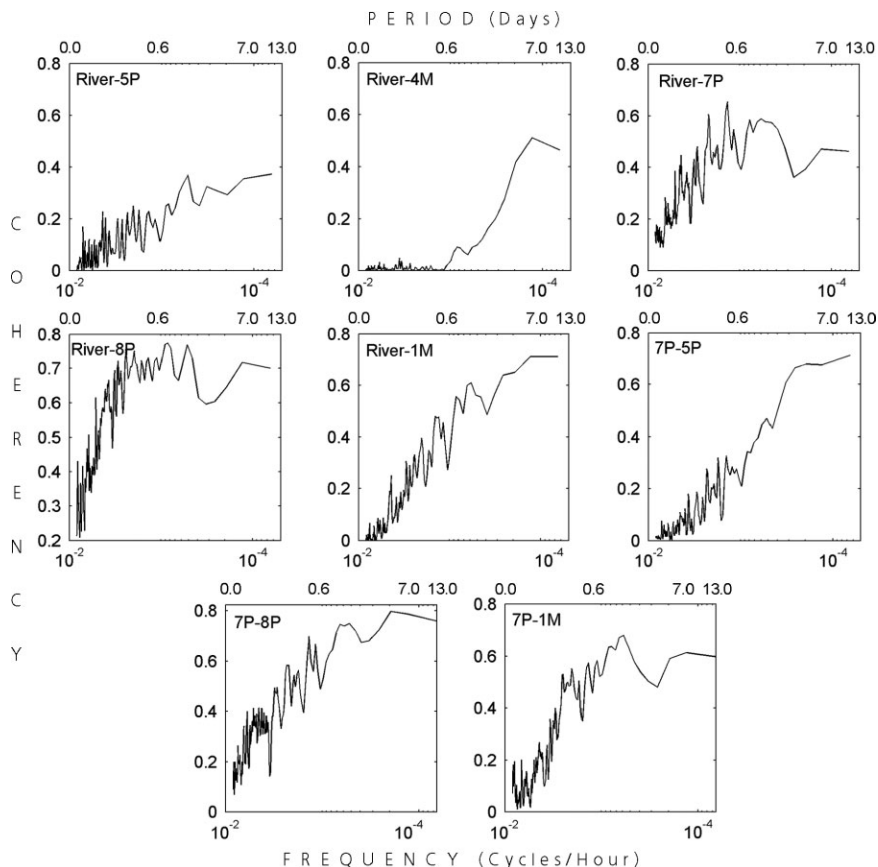 PERIOD (Days)
0.0 0.6 7.0 13.0 0.0 0.6 7.0 13.0 0.0 0.6 7.0 13.0
0.8 River-5P 0.8 River-4M 0.8 River-7P
0.6 0.6 0.6
0.4 0.4 0.4
0.2 0.2 0.2
0 0 0
10-2 10-4 10-2 10-4 10-2 10-4
0.0 0.6 7.0 13.0 0.0 0.6 7.0 13.0 0.6 7.0 13.0
0.8 River-8P 0.8 River-1M 0.8 7P-5P
0.7 0.6 0.6
0.6 0.4 0.4
0.5 0.2 0.2
0.4 0 0
0.3
0.2
10-2 10-4 10-2 10-4 10-2 10-4
0.0 0.6 7.0 13.0 0.0 0.6 7.0 13.0
0.8 7P-8P 0.8 7P-1M
0.6 0.6
0.4 0.4
0.2 0.2
0 0
10-2 10-4 10-2 10-4
COHERENCY
FREQUENCY (Cycles/Hour)